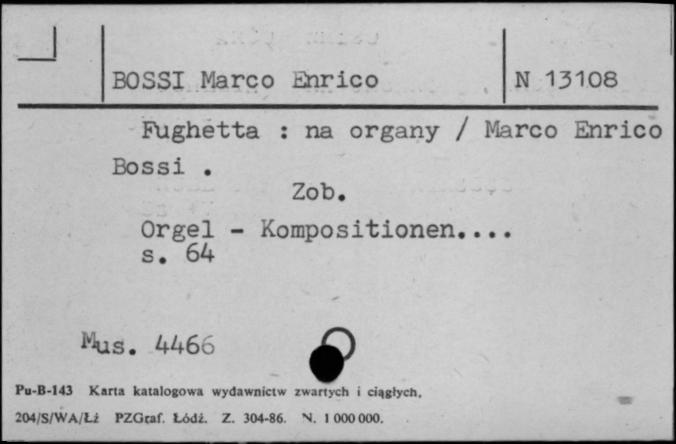 BOSSI Marco Enrico N 13108
Fughetta : na organy / Marco Enrico
Bossi .
Zob.
Orgel - Kompositionen....
s. 64
Mus. 4466
Pu-B-143 Karta katalogowa wydawnictw zwartych i ciągłych.
204/S/WA/Łź PZGraf. Łódź. Z. 304-86. N. 1 000 000.